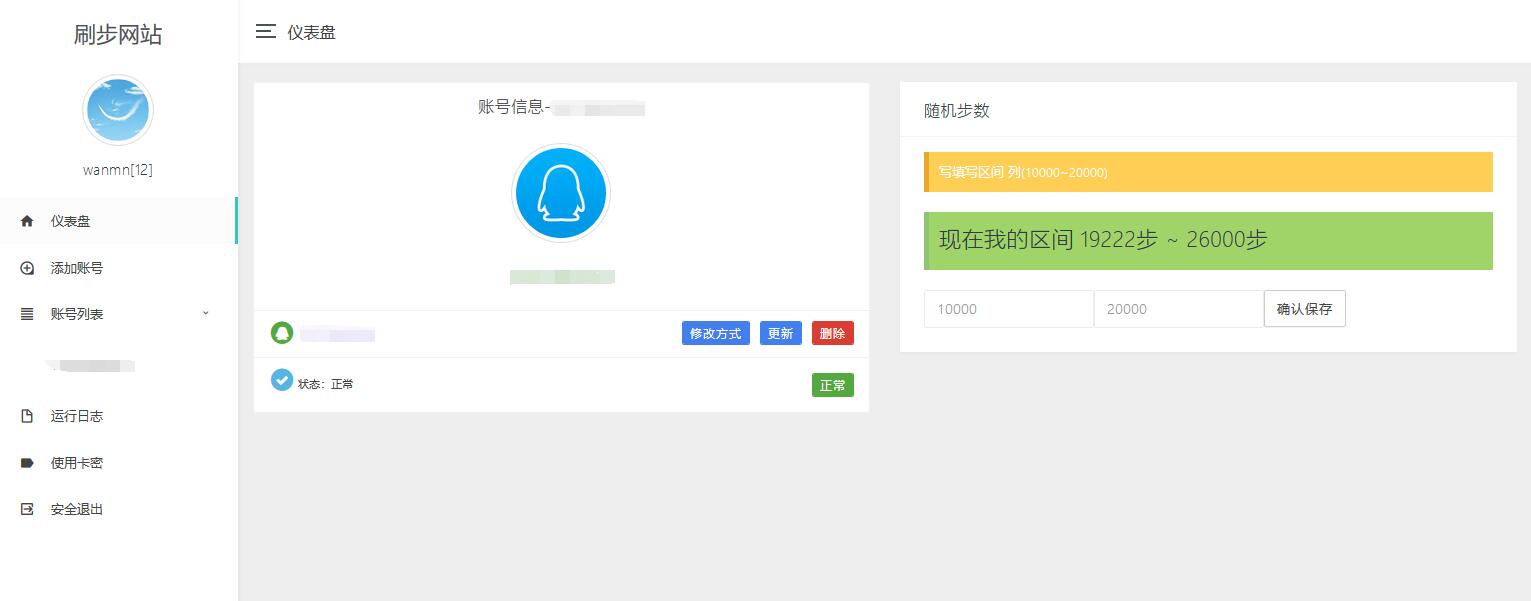 刷步网站
wanmn[12]
仪表盘
添加账号
账号列表
运行日志
使用卡密
安全退出
仪表盘
账号信息-
修改方式 更新 删除
状态：正常 正常
随机步数
写填写区间 列(10000~20000)
现在我的区间 19222步 ~ 26000步
10000 20000 确认保存